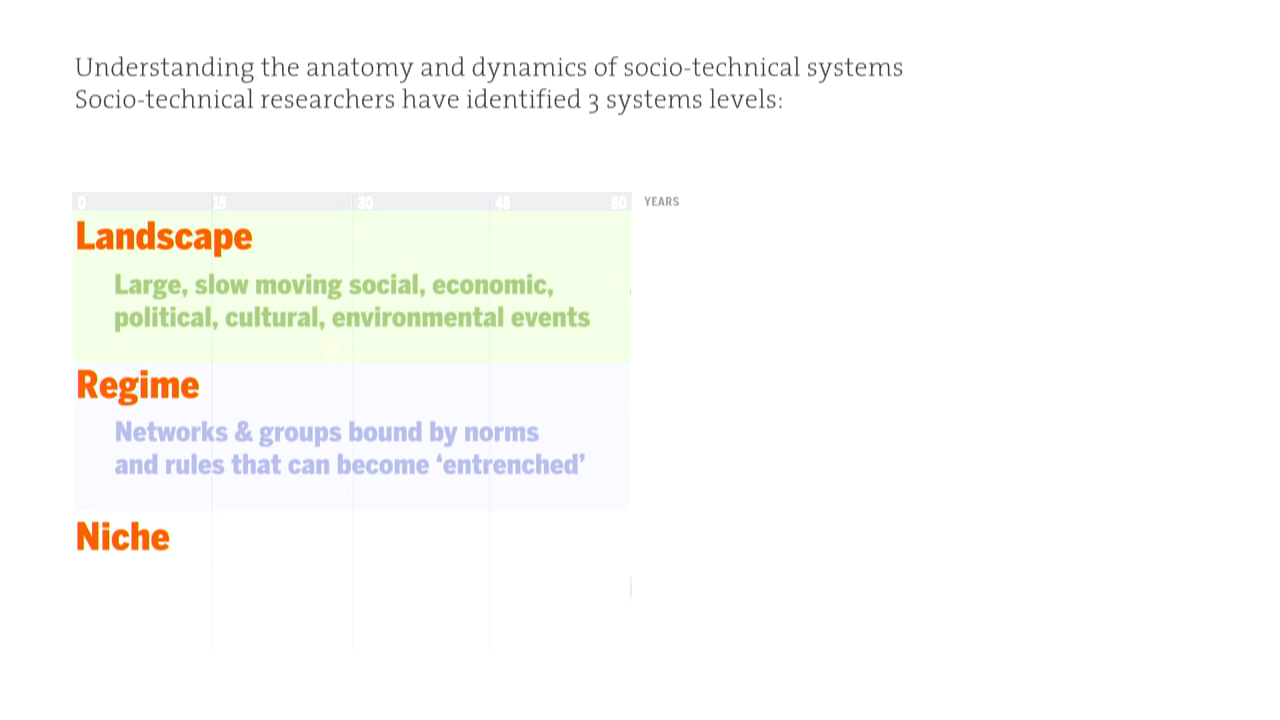 Understanding the anatomy and dynamics of socio-technical systems
Socio-technical researchers have identified 3 systems levels:
0 15 30 45 60 YEARS
Landscape
Large, slow moving social, economic,
political, cultural, environmental events
Regime
Networks & groups bound by norms
and rules that can become ‘entrenched’
Niche